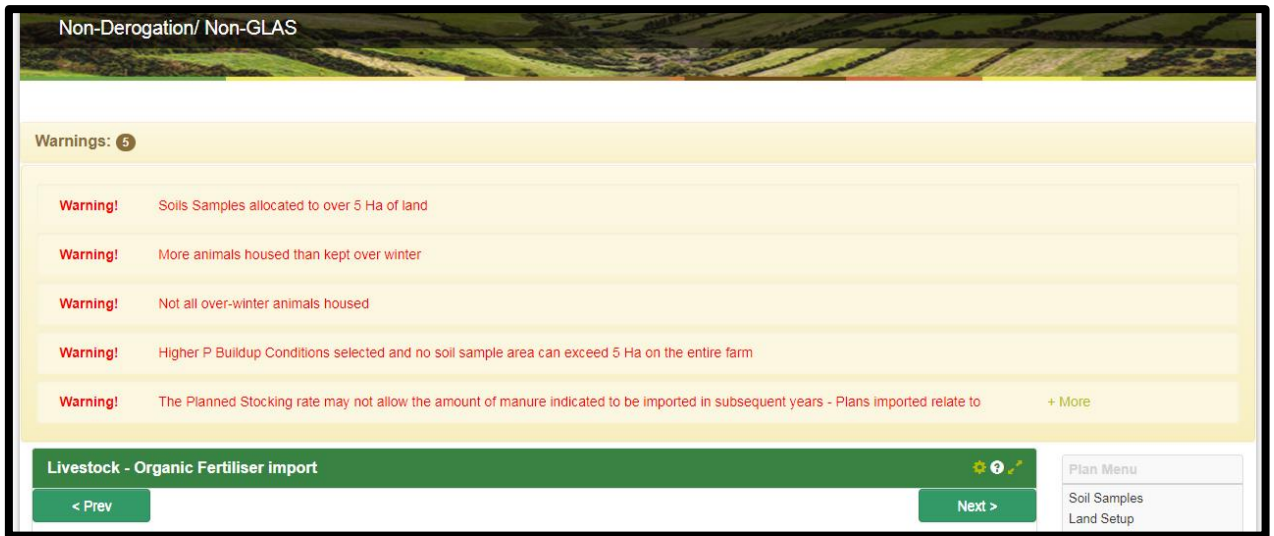 Non-Derogation/ Non-GLAS
Warnings: 5
Warning! Soils Samples allocated to over 5 Ha of land
Warning! More animals housed than kept over winter
Warning! Not all over-winter animals housed
Warning! Higher P Buildup Conditions selected and no soil sample area can exceed 5 Ha on the entire farm
Warning! The Planned Stocking rate may not allow the amount of manure indicated to be imported in subsequent years - Plans imported relate to + More
Livestock - Organic Fertiliser import ?
Plan Menu
< Prev Next >
Soil Samples
Land Setup